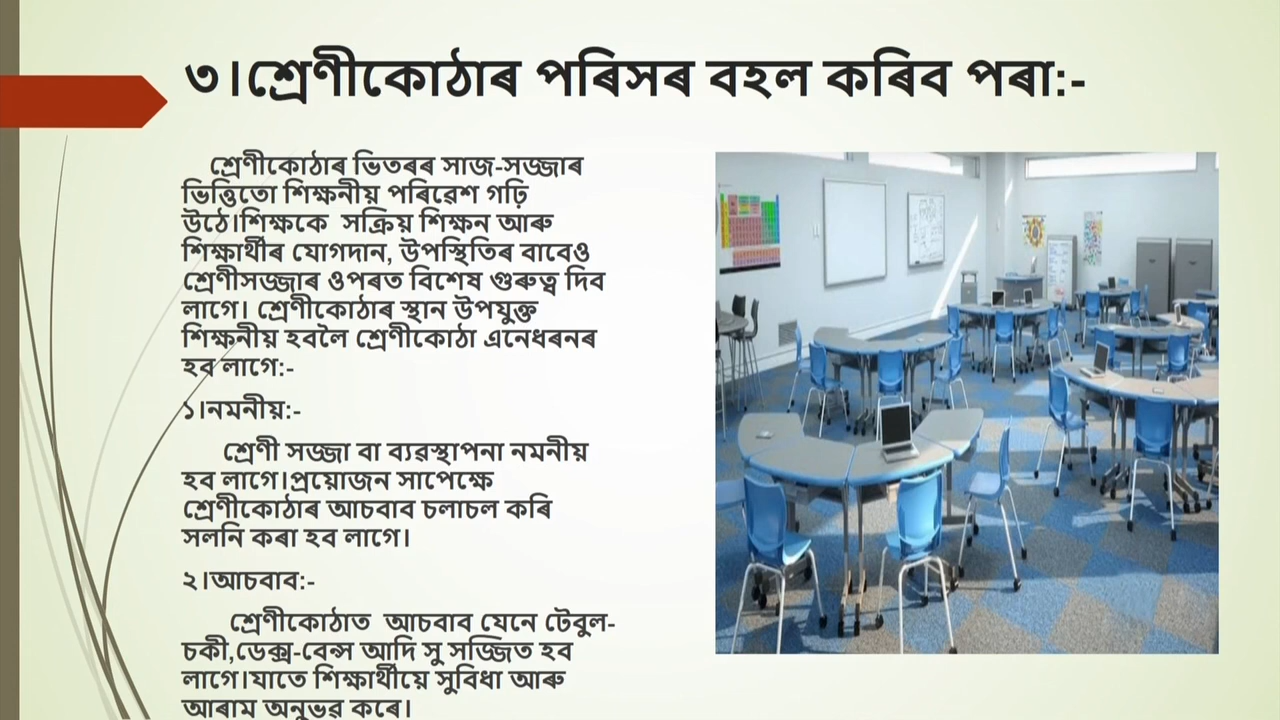 ৩।শ্ৰেণীকোঠাৰ পৰিসৰ বহল কৰিব পৰা:-
শ্ৰেণীকোঠাৰ ভিতৰৰ সাজ-সজ্জাৰ
ভিত্তিতো শিক্ষনীয় পৰিৱেশ গঢ়ি
উঠে।শিক্ষকে সক্ৰিয় শিক্ষন আৰু
শিক্ষাৰ্থীৰ যোগদান, উপস্থিতিৰ বাবেও
শ্ৰেণীসজ্জাৰ ওপৰত বিশেষ গুৰুত্ব দিব
লাগে। শ্ৰেণীকোঠাৰ স্থান উপযুক্ত
শিক্ষনীয় হবলৈ শ্ৰেণীকোঠা এনেধৰনৰ
হব লাগে:-
১।নমনীয়:-
শ্ৰেণী সজ্জা বা ব্যৱস্থাপনা নমনীয়
হব লাগে।প্ৰয়োজন সাপেক্ষে
শ্ৰেণীকোঠাৰ আচবাব চলাচল কৰি
সলনি কৰা হব লাগে।
২।আচবাব:-
শ্ৰেণীকোঠাত আচবাব যেনে টেবুল-
চকী,ডেক্স-বেন্স আদি সু সজ্জিত হব
লাগে।যাতে শিক্ষাৰ্থীয়ে সুবিধা আৰু
আৰাম অনুভৱ কৰে।